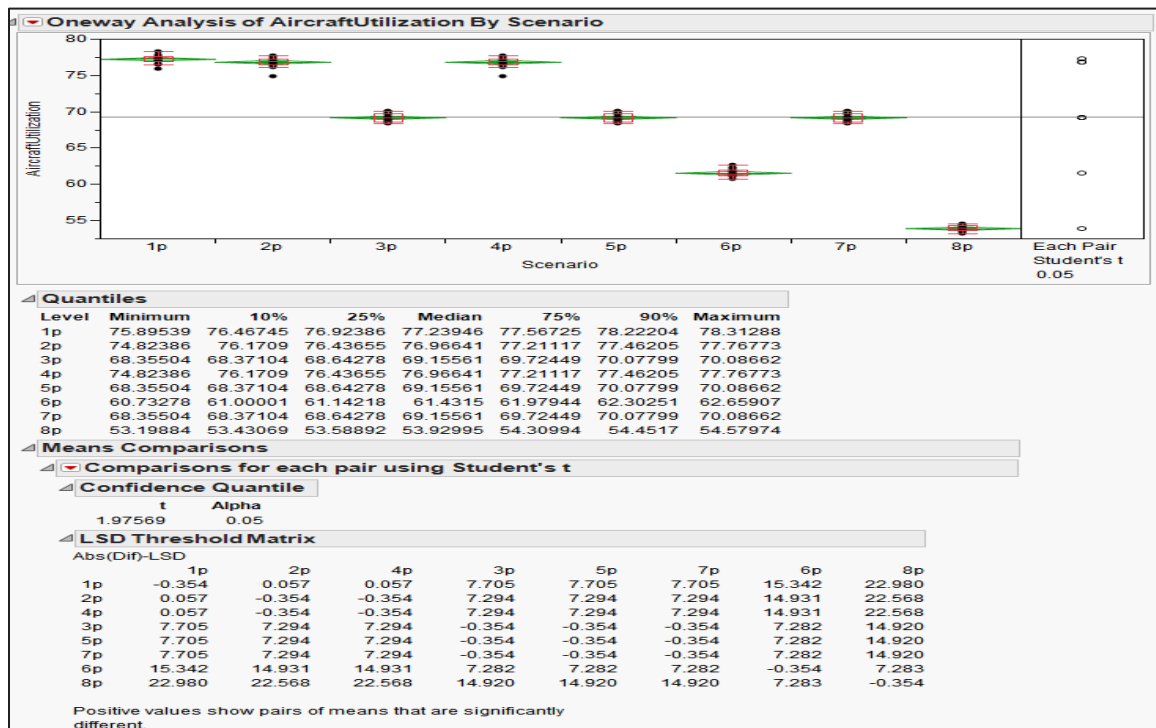 Oneway Analysis of AircraftUtilization By Scenario
80
75
70
65
60
55
AircraftUtilization
1p 2p 3p 4p 5p 6p 7p 8p
Scenario
Each Pair
Student's t
0.05
Quantiles
Level Minimum 10% 25% Median 75% 90% Maximum
1p 75.89539 76.46745 76.92386 77.23946 77.56725 78.22204 78.31288
2p 74.82386 76.1709 76.43655 76.96641 77.21117 77.46205 77.76773
3p 68.35504 68.37104 68.64278 69.15561 69.72449 70.07799 70.08662
4p 74.82386 76.1709 76.43655 76.96641 77.21117 77.46205 77.76773
5p 68.35504 68.37104 68.64278 69.15561 69.72449 70.07799 70.08662
6p 60.73278 61.00001 61.14218 61.4315 61.97944 62.30251 62.65907
7p 68.35504 68.37104 68.64278 69.15561 69.72449 70.07799 70.08662
8p 53.19884 53.43069 53.58892 53.92995 54.30994 54.4517 54.57974
Means Comparisons
Comparisons for each pair using Student's t
Confidence Quantile
t Alpha
1.97569 0.05
LSD Threshold Matrix
Abs(Dif)-LSD
1p 2p 4p 3p 5p 7p 6p 8p
1p -0.354 0.057 0.057 7.705 7.705 7.705 15.342 22.980
2p 0.057 -0.354 -0.354 7.294 7.294 7.294 14.931 22.568
4p 0.057 -0.354 -0.354 7.294 7.294 7.294 14.931 22.568
3p 7.705 7.294 7.294 -0.354 -0.354 -0.354 7.282 14.920
5p 7.705 7.294 7.294 -0.354 -0.354 -0.354 7.282 14.920
7p 7.705 7.294 7.294 -0.354 -0.354 -0.354 7.282 14.920
6p 15.342 14.931 14.931 7.282 7.282 7.282 -0.354 7.283
8p 22.980 22.568 22.568 14.920 14.920 14.920 7.283 -0.354
Positive values show pairs of means that are significantly
different.